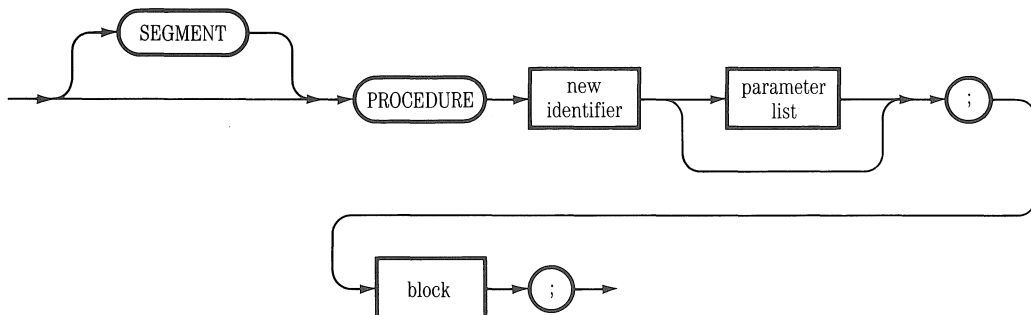 SEGMENT
PROCEDURE
new
identifier
parameter
list
;
block
;